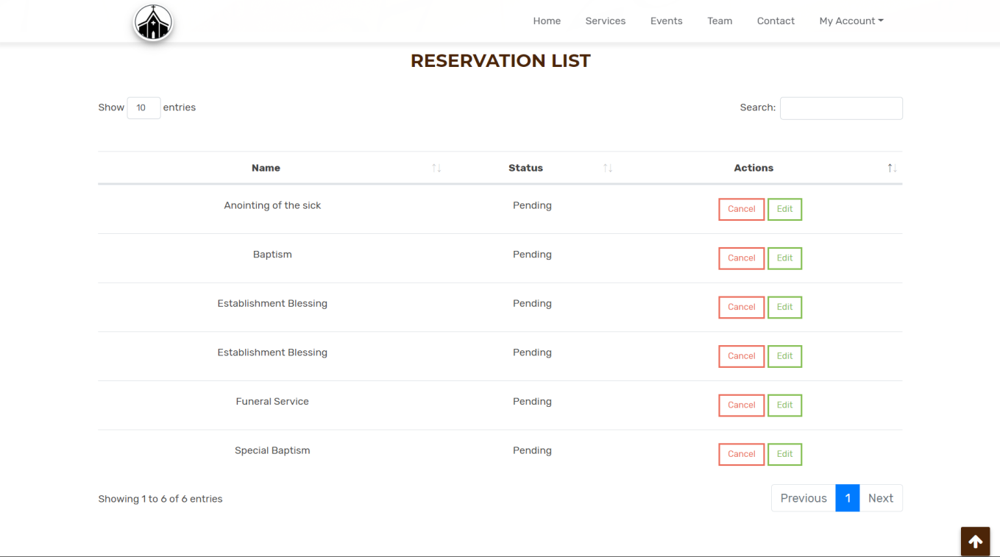 Home Services Events Team Contact My Account
RESERVATION LIST
Show 10 entries Search:
Name Status Actions
Anointing of the sick Pending Cancel Edit
Baptism Pending Cancel Edit
Establishment Blessing Pending Cancel Edit
Establishment Blessing Pending Cancel Edit
Funeral Service Pending Cancel Edit
Special Baptism Pending Cancel Edit
Showing 1 to 6 of 6 entries Previous 1 Next